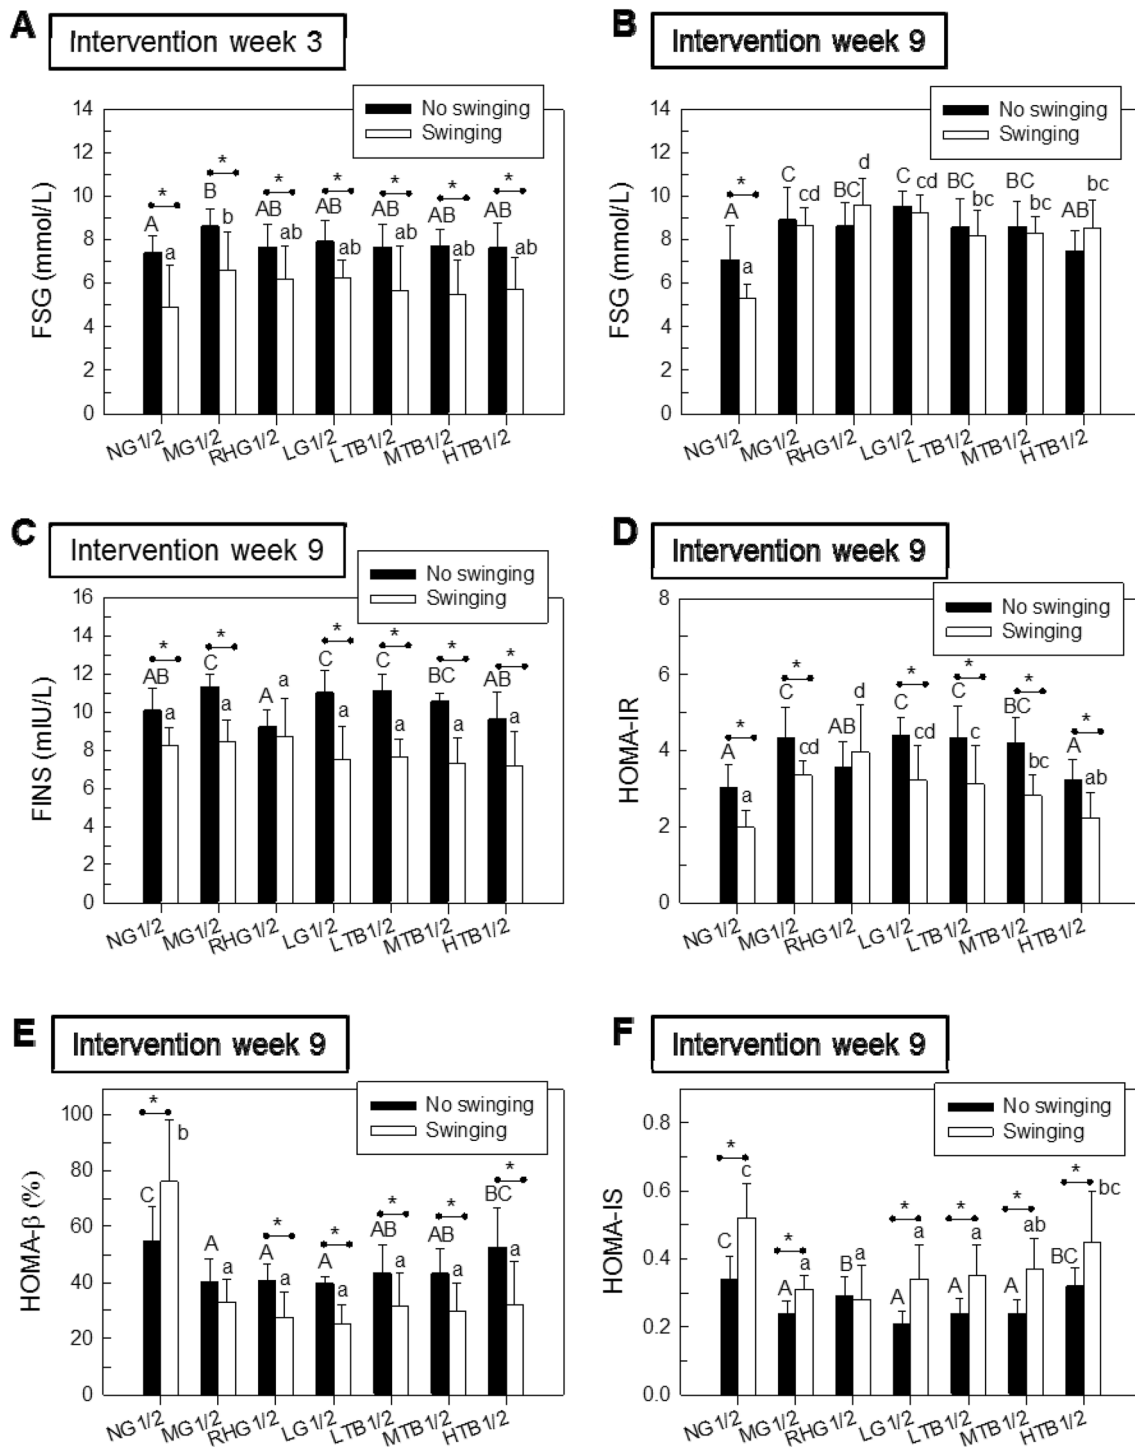 A
Intervention week 3
No swinging
Swinging
14
12
10
8
6
4
2
0
FSG (mmol/L)
*
*
*
*
*
*
*
A
a
B
b
AB
ab
AB
ab
AB
ab
AB
ab
AB
ab
NG1/2
MG1/2
RHG1/2
LG1/2
LTB1/2
MTB1/2
HTB1/2
B
Intervention week 9
No swinging
Swinging
14
12
10
8
6
4
2
0
FSG (mmol/L)
*
A
a
C
cd
BC
d
C
cd
BC
bc
BC
bc
AB
bc
NG1/2
MG1/2
RHG1/2
LG1/2
LTB1/2
MTB1/2
HTB1/2
C
Intervention week 9
No swinging
Swinging
16
14
12
10
8
6
4
2
0
FINS (mIU/L)
*
*
*
*
*
*
AB
a
C
a
A
a
C
a
C
a
BC
a
AB
a
NG1/2
MG1/2
RHG1/2
LG1/2
LTB1/2
MTB1/2
HTB1/2
D
Intervention week 9
No swinging
Swinging
8
6
4
2
0
HOMA-IR
*
*
*
*
*
*
A
a
C
cd
AB
d
C
cd
C
c
BC
bc
A
ab
NG1/2
MG1/2
RHG1/2
LG1/2
LTB1/2
MTB1/2
HTB1/2
E
Intervention week 9
No swinging
Swinging
100
80
60
40
20
0
HOMA-β (%)
*
*
*
*
*
*
C
b
A
a
A
a
A
a
AB
a
AB
a
BC
a
NG1/2
MG1/2
RHG1/2
LG1/2
LTB1/2
MTB1/2
HTB1/2
F
Intervention week 9
No swinging
Swinging
0.8
0.6
0.4
0.2
0.0
HOMA-IS
*
*
*
*
*
*
C
c
A
a
B
a
A
a
A
a
A
ab
BC
bc
NG1/2
MG1/2
RHG1/2
LG1/2
LTB1/2
MTB1/2
HTB1/2